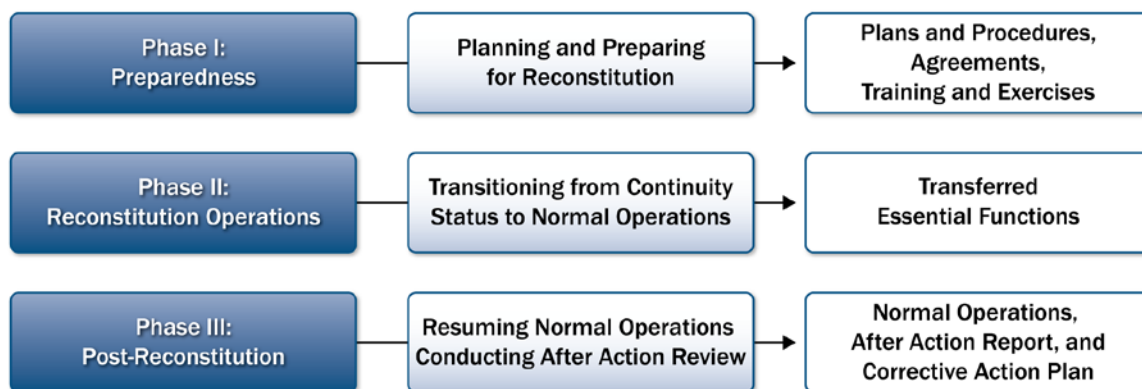 Phase I:
Preparedness
Planning and Preparing
for Reconstitution
Plans and Procedures,
Agreements,
Training and Exercises
Phase II:
Reconstitution Operations
Transitioning from Continuity
Status to Normal Operations
Transferred
Essential Functions
Phase III:
Post-Reconstitution
Resuming Normal Operations
Conducting After Action Review
Normal Operations,
After Action Report, and
Corrective Action Plan